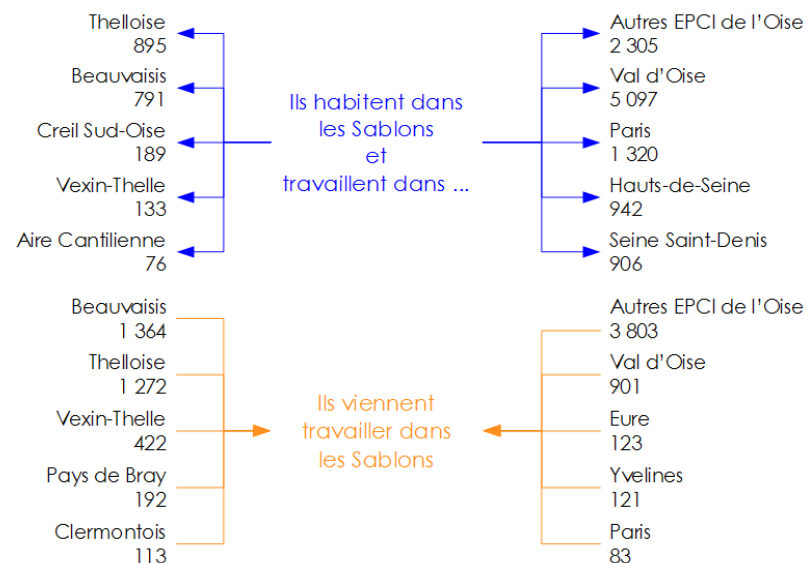 Thelloise
895
Beauvaisis
791
Creil Sud-Oise
189
Vexin-Thelle
133
Aire Cantilienne
76
Ils habitent dans
les Sablons
et
travaillent dans ...
Autres EPCI de l'Oise
2 305
Val d'Oise
5 097
Paris
1 320
Hauts-de-Seine
942
Seine Saint-Denis
906
Beauvaisis
1 364
Thelloise
1 272
Vexin-Thelle
422
Pays de Bray
192
Clermontois
113
Ils viennent
travailler dans
les Sablons
Autres EPCI de l'Oise
3 803
Val d'Oise
901
Eure
123
Yvelines
121
Paris
83